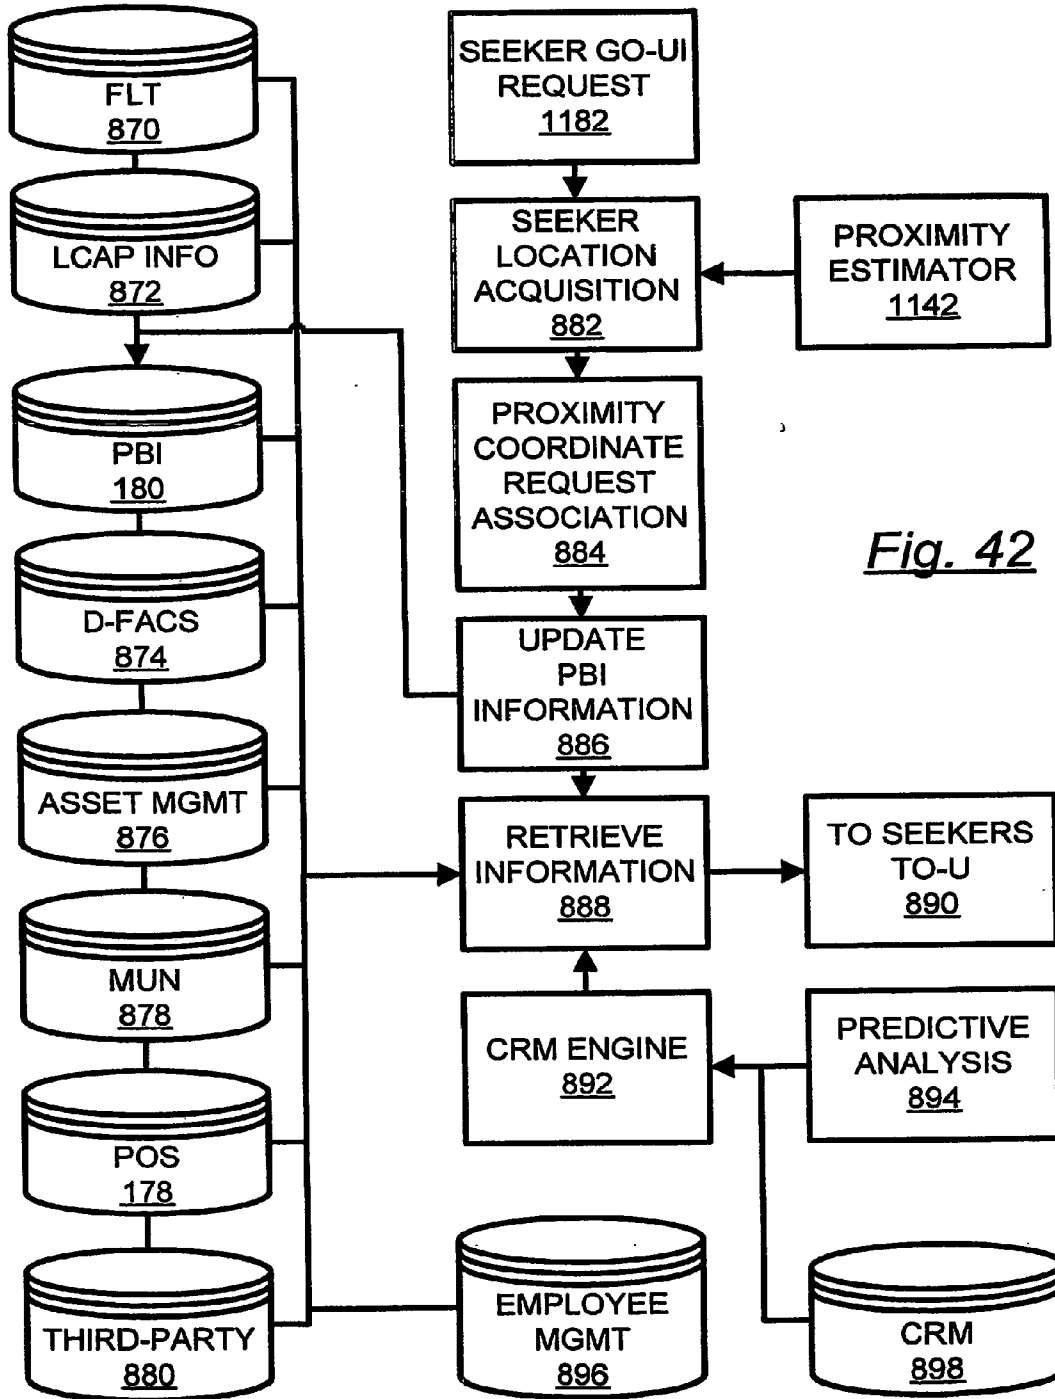 FLT
870
LCAP INFO
872
PBI
180
D-FACS
874
ASSET MGMT
876
MUN
878
POS
178
THIRD-PARTY
880
SEEKER GO-UI
REQUEST
1182
SEEKER
LOCATION
ACQUISITION
882
PROXIMITY
ESTIMATOR
1142
PROXIMITY
COORDINATE
REQUEST
ASSOCIATION
884
Fig. 42
UPDATE
PBI
INFORMATION
886
RETRIEVE
INFORMATION
888
TO SEEKERS
TO-U
890
CRM ENGINE
892
PREDICTIVE
ANALYSIS
894
EMPLOYEE
MGMT
896
CRM
898